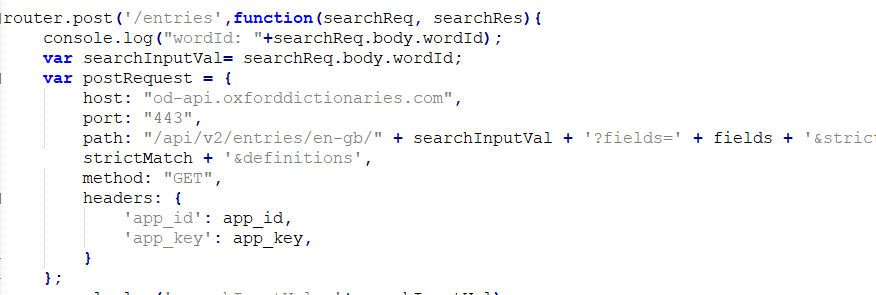 router.post('/entries',function(searchReq, searchRes){
    console.log("wordId: "+searchReq.body.wordId);
    var searchInputVal= searchReq.body.wordId;
    var postRequest = {
        host: "od-api.oxforddictionaries.com",
        port: "443",
        path: "/api/v2/entries/en-gb/" + searchInputVal + '?fields=' + fields + '&strict
        strictMatch + '&definitions',
        method: "GET",
        headers: {
            'app_id': app_id,
            'app_key': app_key,
        }
    };